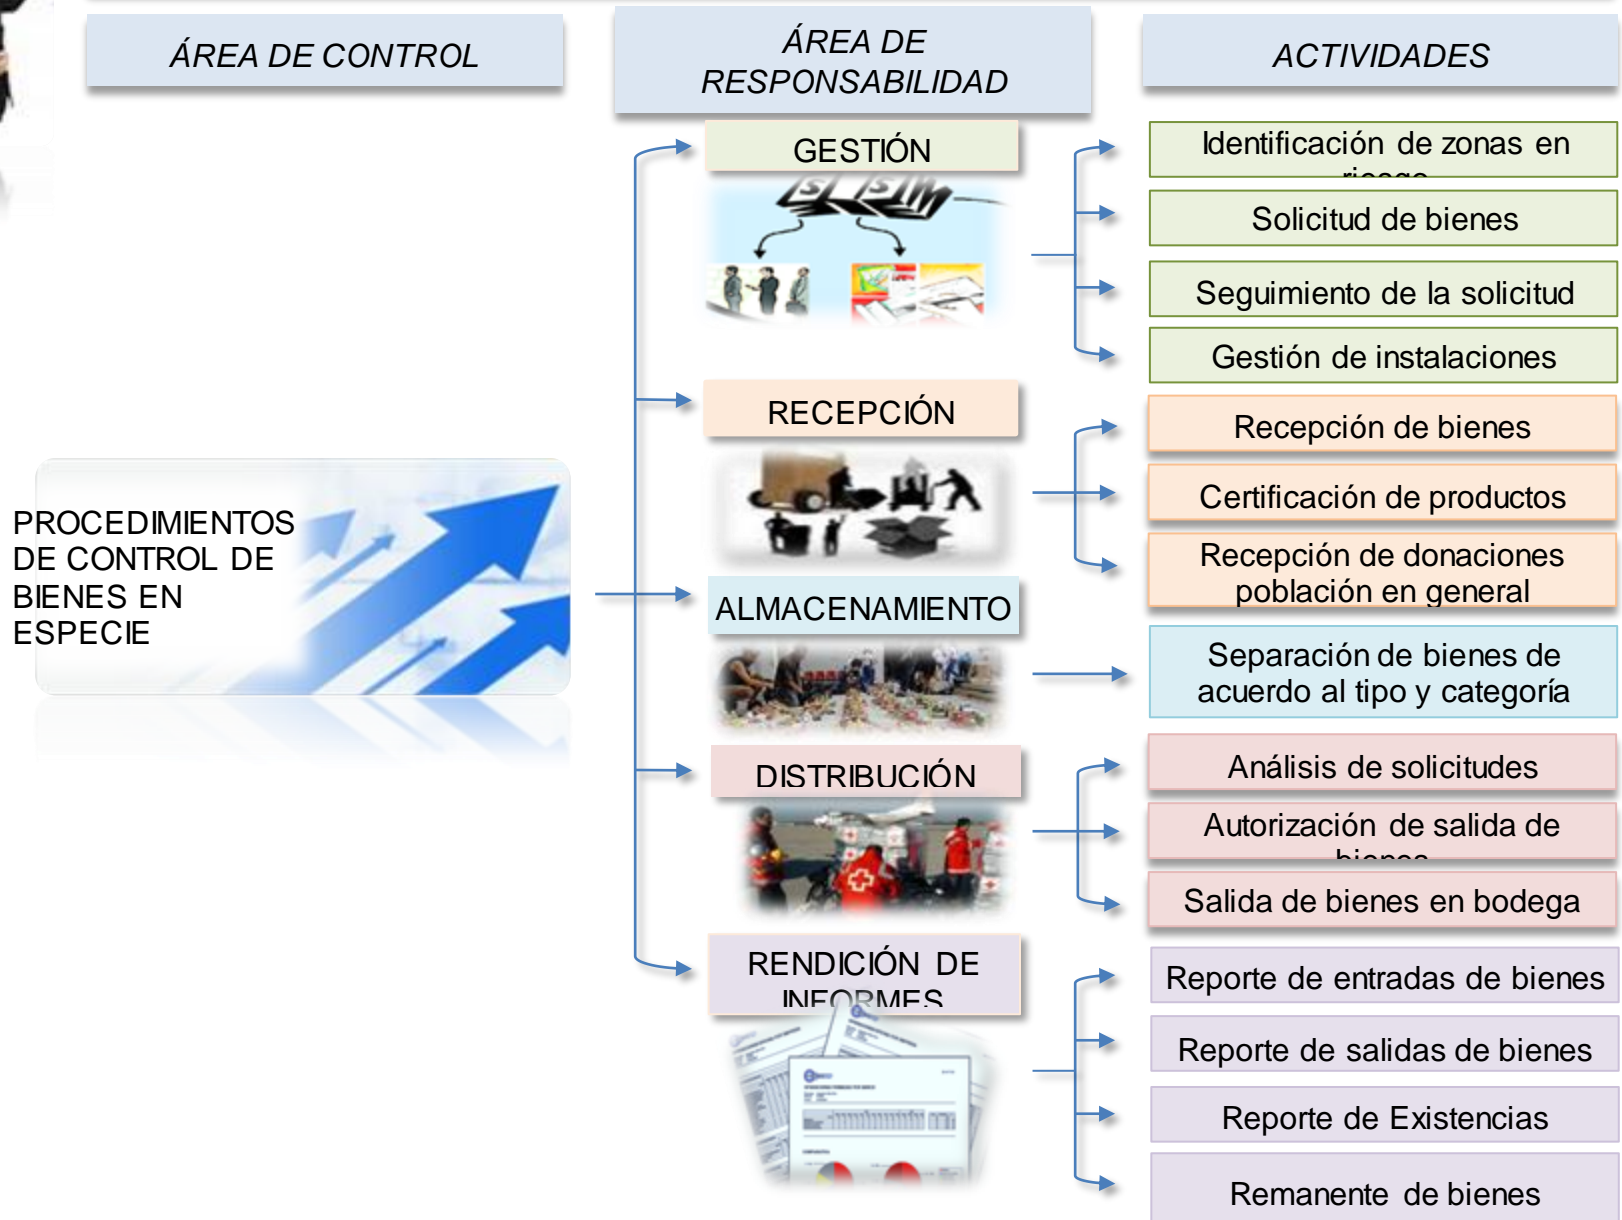 ÁREA DE CONTROL
ÁREA DE
RESPONSABILIDAD
ACTIVIDADES
PROCEDIMIENTOS
DE CONTROL DE
BIENES EN
ESPECIE
GESTIÓN
Identificación de zonas en
riesgo
Solicitud de bienes
Seguimiento de la solicitud
Gestión de instalaciones
RECEPCIÓN
Recepción de bienes
Certificación de productos
Recepción de donaciones
población en general
ALMACENAMIENTO
Separación de bienes de
acuerdo al tipo y categoría
DISTRIBUCIÓN
Análisis de solicitudes
Autorización de salida de
bienes
Salida de bienes en bodega
RENDICIÓN DE
INFORMES
Reporte de entradas de bienes
Reporte de salidas de bienes
Reporte de Existencias
Remanente de bienes